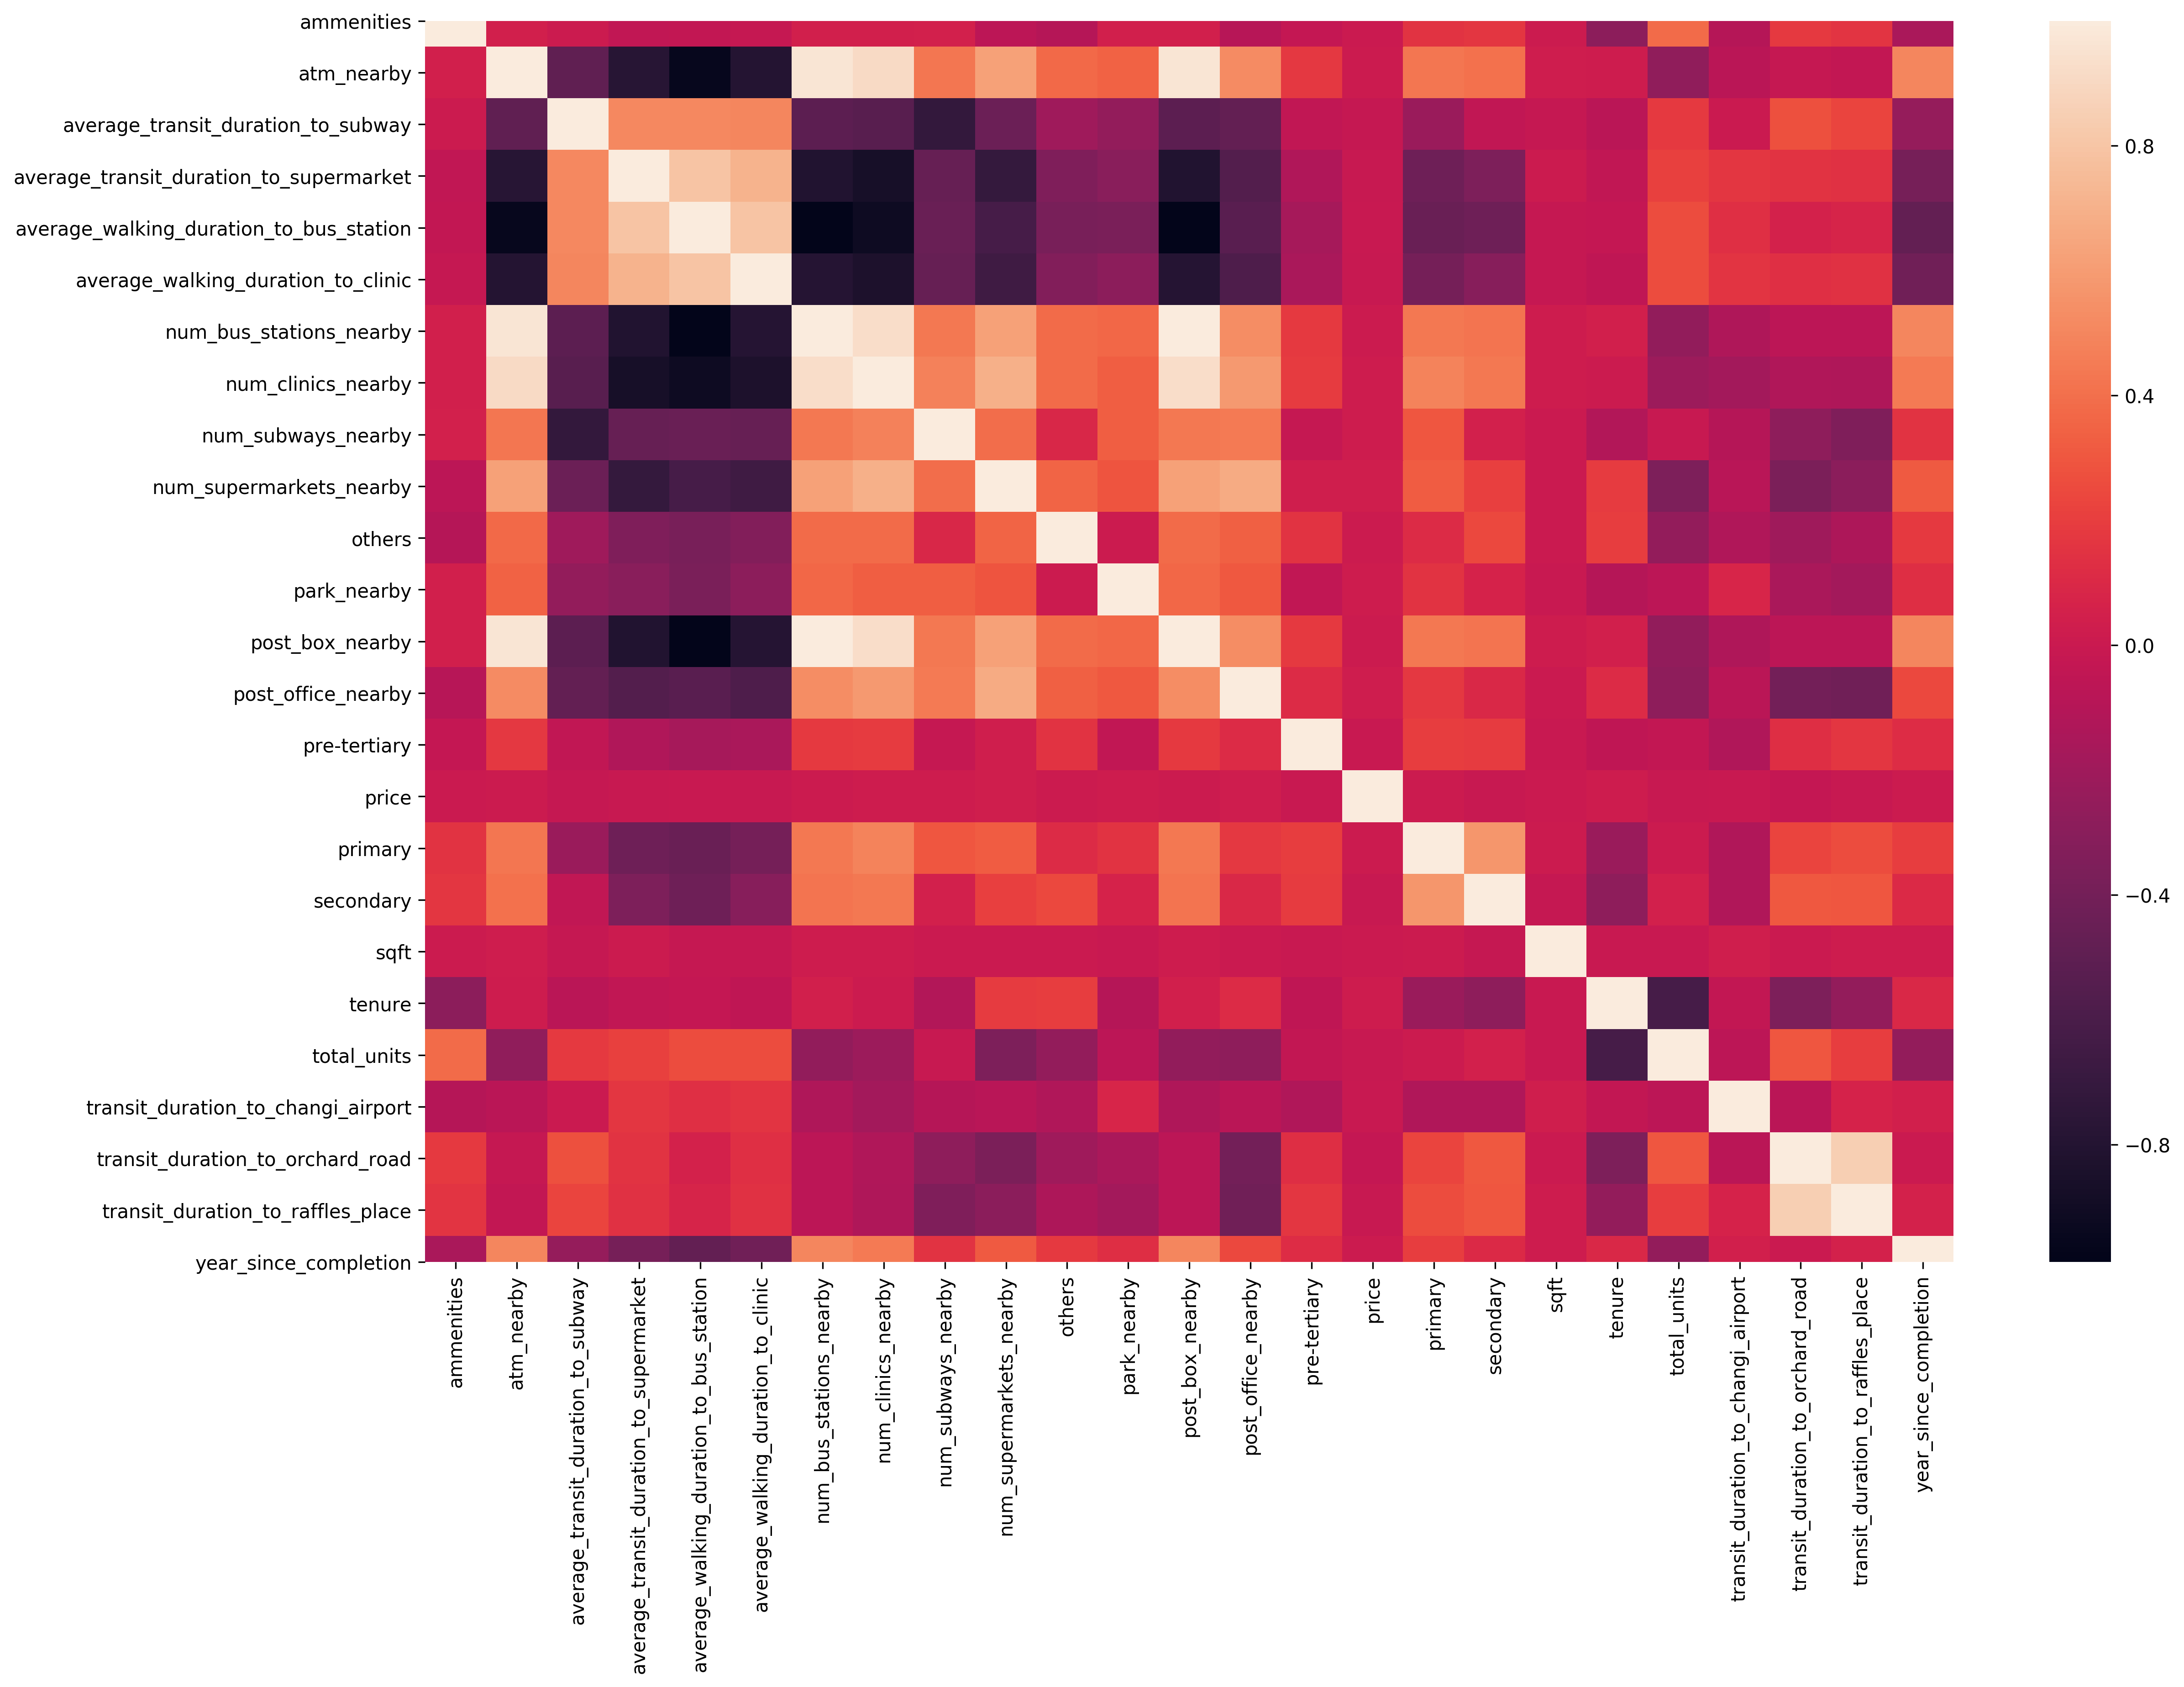 ammenities
atm_nearby
average_transit_duration_to_subway
average_transit_duration_to_supermarket
average_walking_duration_to_bus_station
average_walking_duration_to_clinic
num_bus_stations_nearby
num_clinics_nearby
num_subways_nearby
num_supermarkets_nearby
others
park_nearby
post_box_nearby
post_office_nearby
pre-tertiary
price
primary
secondary
sqft
tenure
total_units
transit_duration_to_changi_airport
transit_duration_to_orchard_road
transit_duration_to_raffles_place
year_since_completion
ammenities
atm_nearby
average_transit_duration_to_subway
average_transit_duration_to_supermarket
average_walking_duration_to_bus_station
average_walking_duration_to_clinic
num_bus_stations_nearby
num_clinics_nearby
num_subways_nearby
num_supermarkets_nearby
others
park_nearby
post_box_nearby
post_office_nearby
pre-tertiary
price
primary
secondary
sqft
tenure
total_units
transit_duration_to_changi_airport
transit_duration_to_orchard_road
transit_duration_to_raffles_place
year_since_completion
0.8
0.4
0.0
−0.4
−0.8